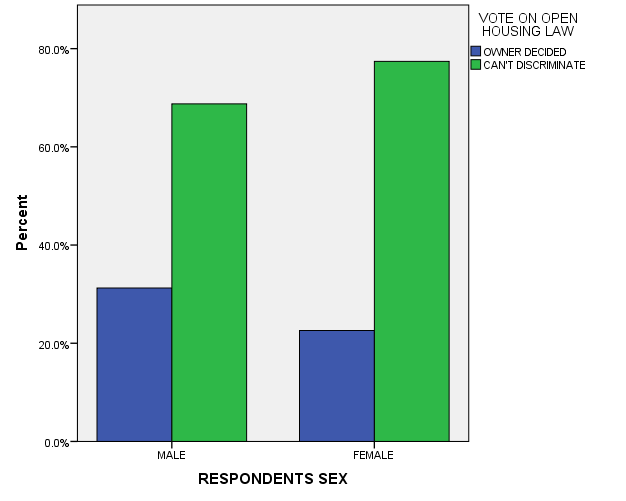 VOTE ON OPEN
HOUSING LAW
OWNER DECIDED
CAN'T DISCRIMINATE
80.0%
60.0%
40.0%
20.0%
0.0%
Percent
MALE
FEMALE
RESPONDENTS SEX